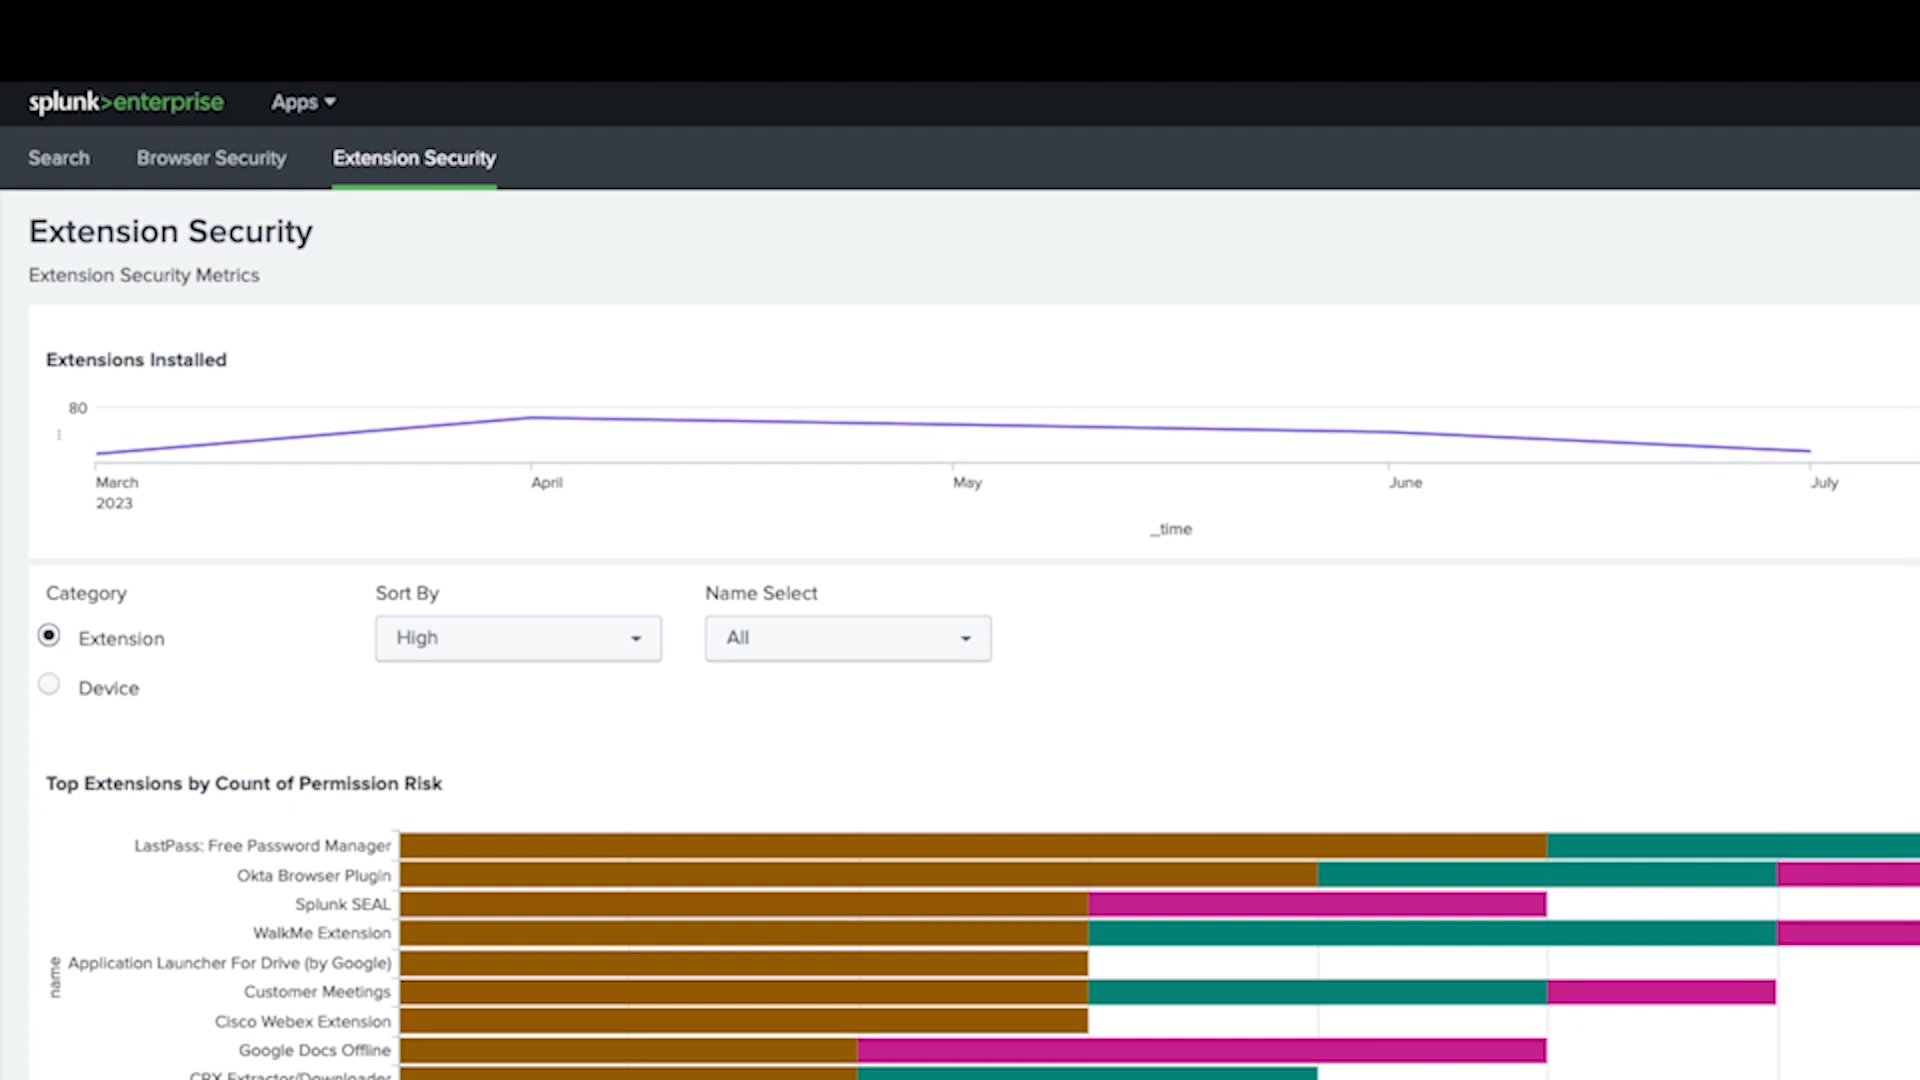 splunk>enterprise Apps
Search Browser Security Extension Security
Extension Security
Extension Security Metrics
Extensions Installed
80
...
March April May June July
2023
_time
Category Sort By Name Select
Extension High All
Device
Top Extensions by Count of Permission Risk
LastPass: Free Password Manager
Okta Browser Plugin
Splunk SEAL
WalkMe Extension
name
Application Launcher For Drive (by Google)
Customer Meetings
Cisco Webex Extension
Google Docs Offline
CRX Extractor/Downloader